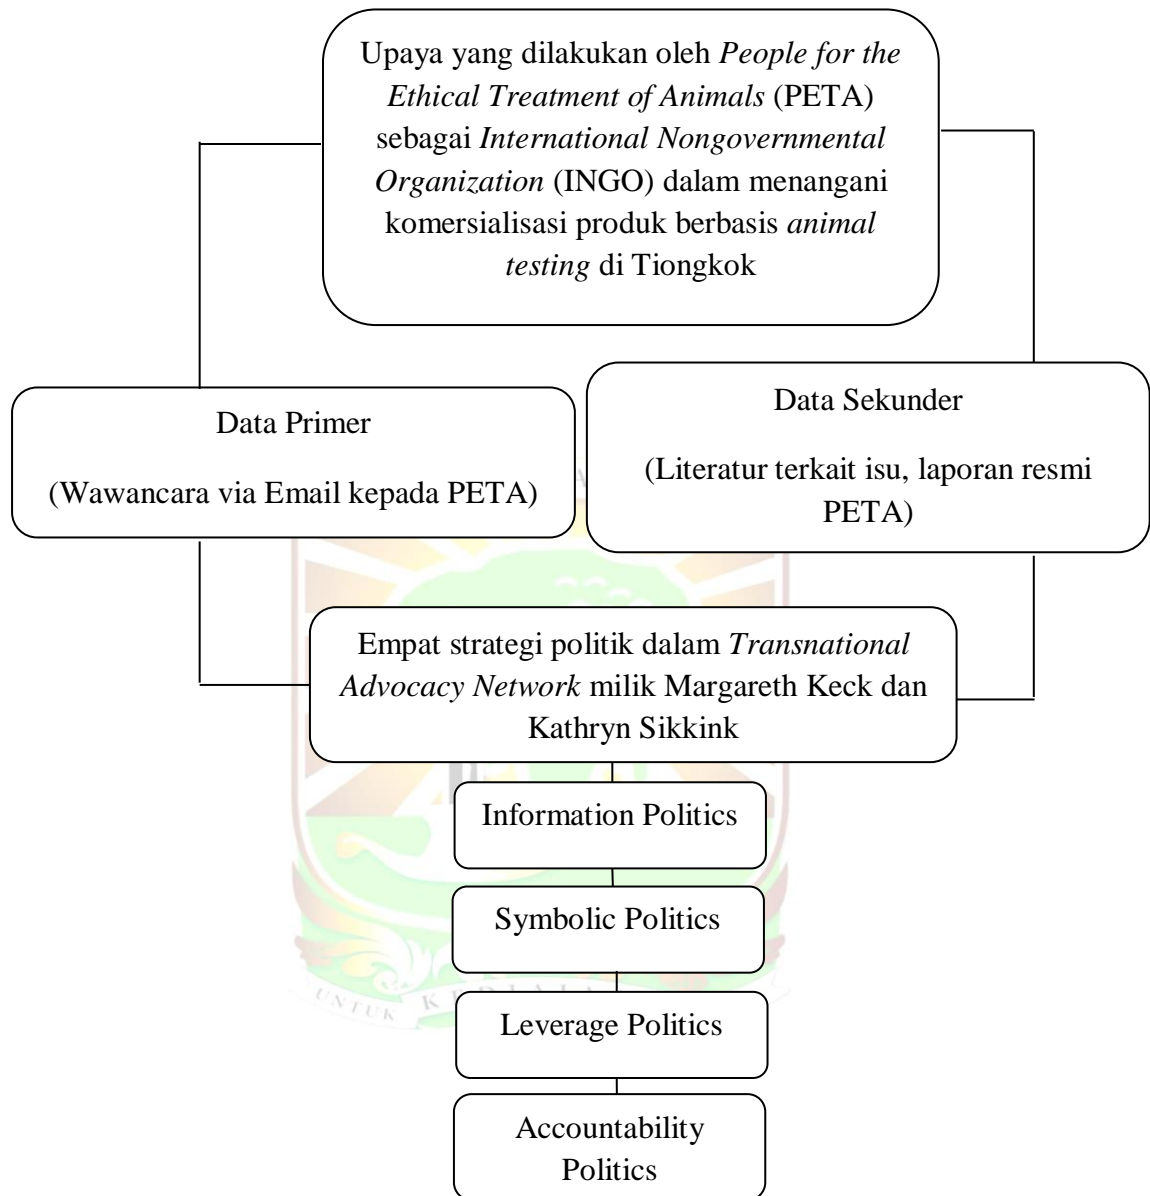 Upaya yang dilakukan oleh People for the
Ethical Treatment of Animals (PETA)
sebagai International Nongovernmental
Organization (INGO) dalam menangani
komersialisasi produk berbasis animal
testing di Tiongkok
Data Primer
(Wawancara via Email kepada PETA)
Data Sekunder
(Literatur terkait isu, laporan resmi
PETA)
Empat strategi politik dalam Transnational
Advocacy Network milik Margareth Keck dan
Kathryn Sikkink
Information Politics
Symbolic Politics
Leverage Politics
UNTUK
Accountability
Politics